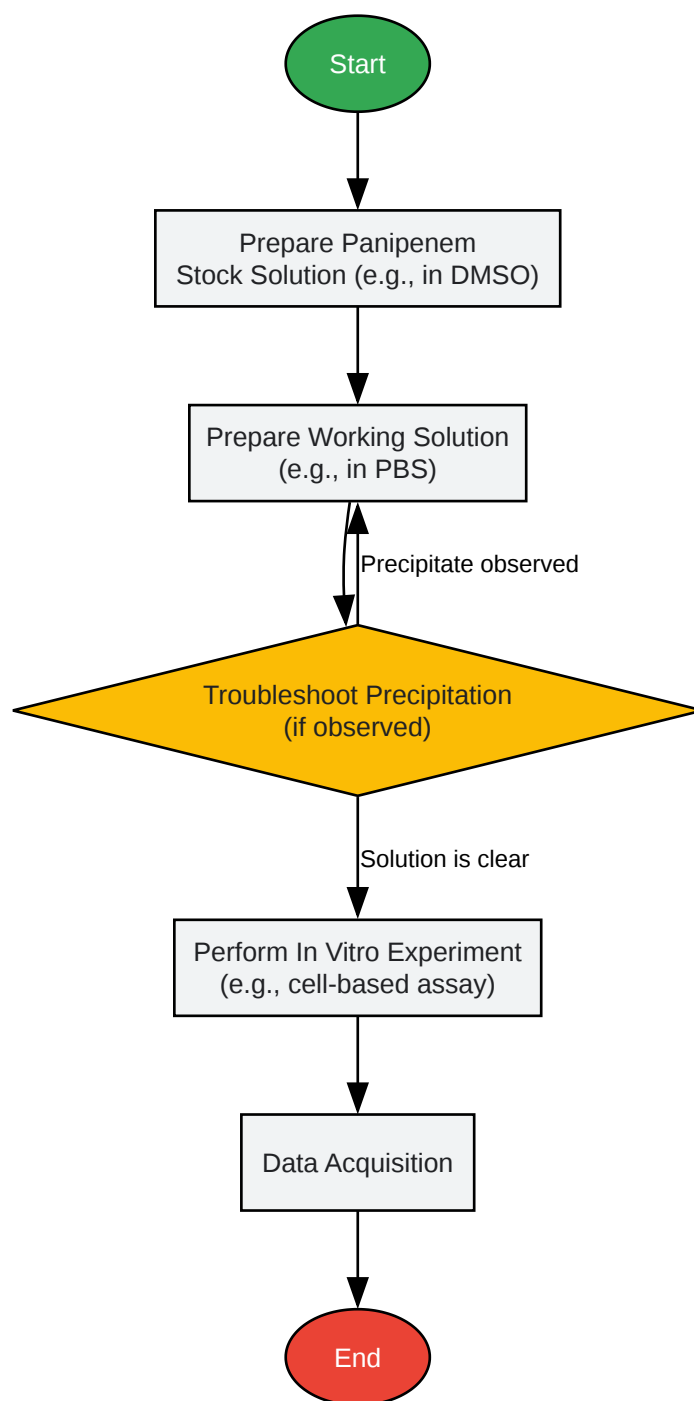 Start
Prepare Panipenem
Stock Solution (e.g., in DMSO)
Prepare Working Solution
(e.g., in PBS)
Precipitate observed
Troubleshoot Precipitation
(if observed)
Solution is clear
Perform In Vitro Experiment
(e.g., cell-based assay)
Data Acquisition
End